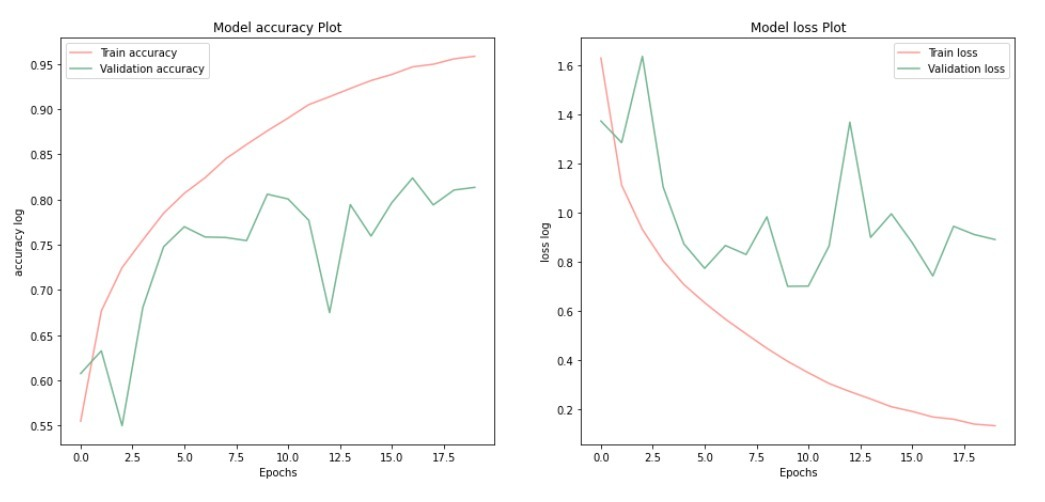 Model accuracy Plot
Train accuracy
Validation accuracy
0.95
0.90
0.85
0.80
0.75
0.70
0.65
0.60
0.55
accuracy log
0.0 2.5 5.0 7.5 10.0 12.5 15.0 17.5
Epochs
Model loss Plot
Train loss
Validation loss
1.6
1.4
1.2
1.0
0.8
0.6
0.4
0.2
loss log
0.0 2.5 5.0 7.5 10.0 12.5 15.0 17.5
Epochs